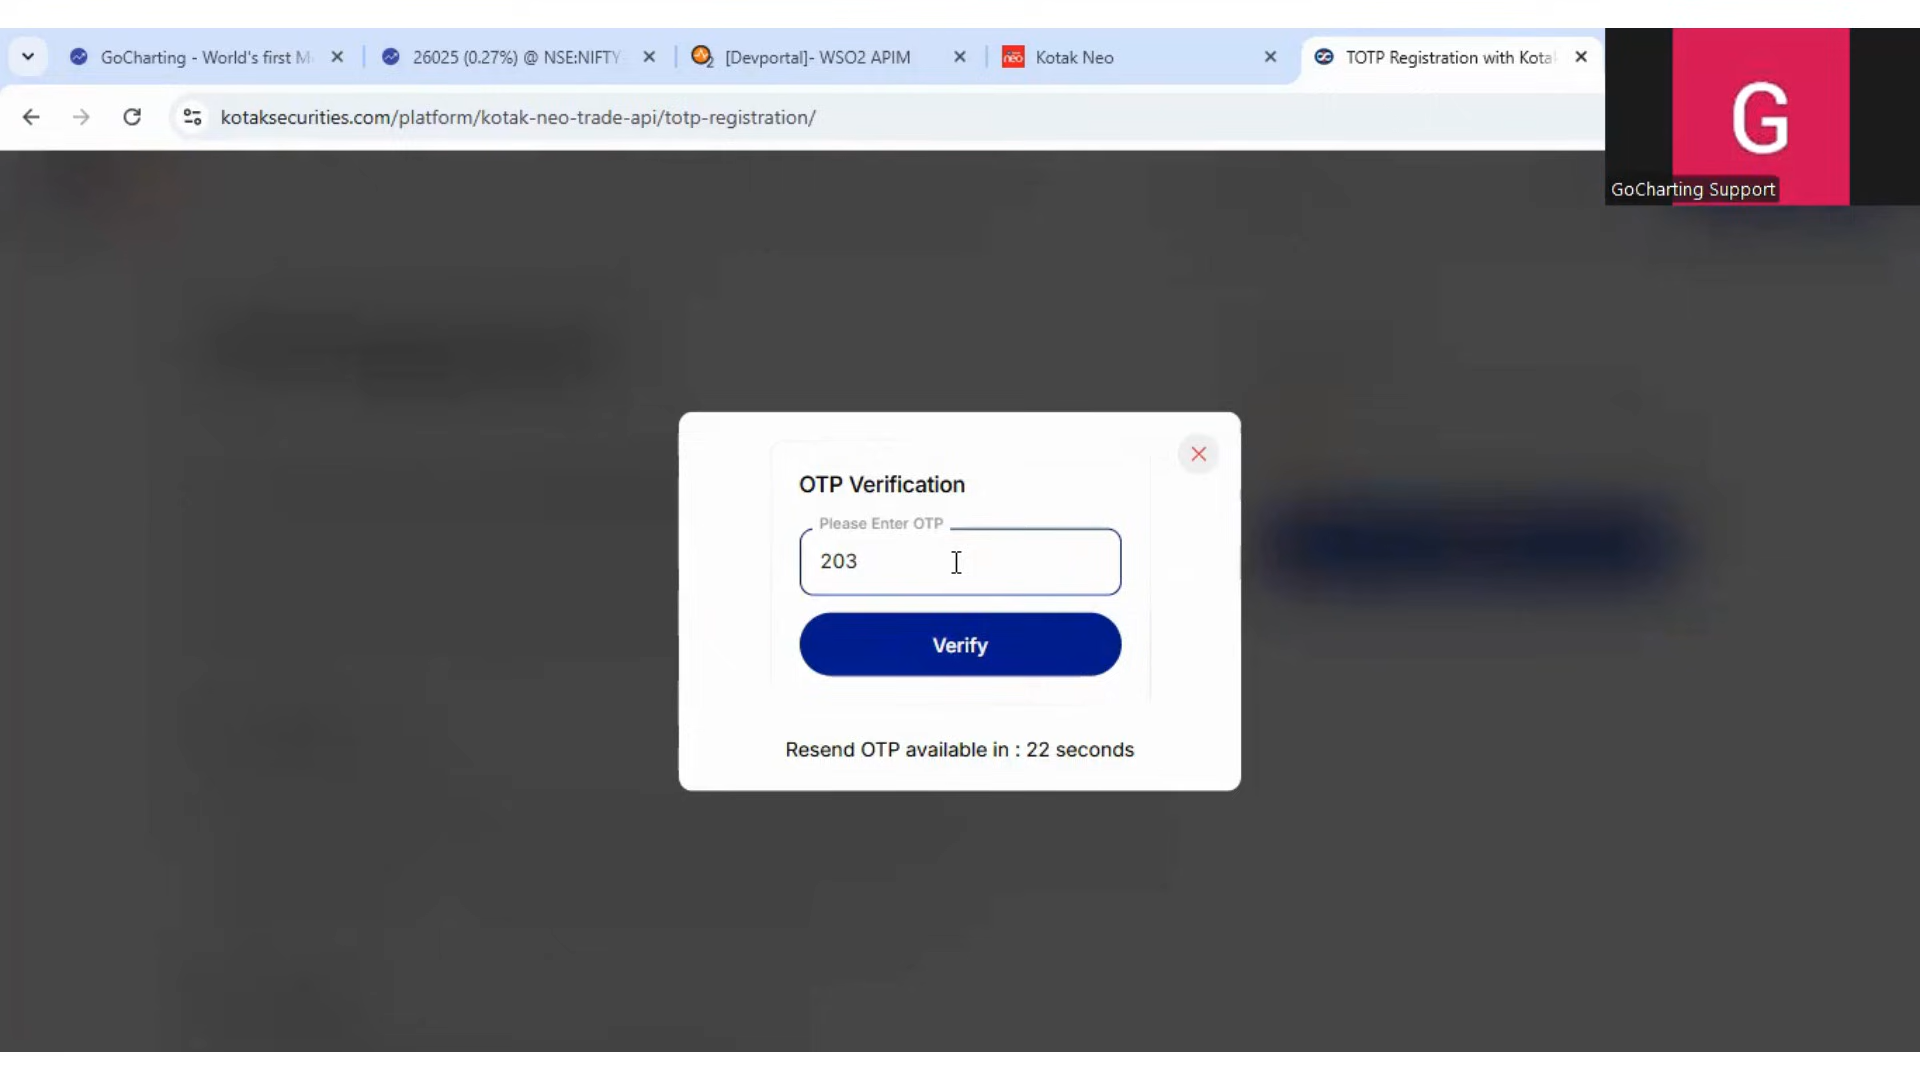 GoCharting - World's first M
26025 (0.27%) @ NSE:NIFTY
[Devportal]- WSO2 APIM
neo
Kotak Neo
TOTP Registration with Kota
kotaksecurities.com/platform/kotak-neo-trade-api/totp-registration/
G
GoCharting Support
OTP Verification
Please Enter OTP
203
Verify
Resend OTP available in : 22 seconds